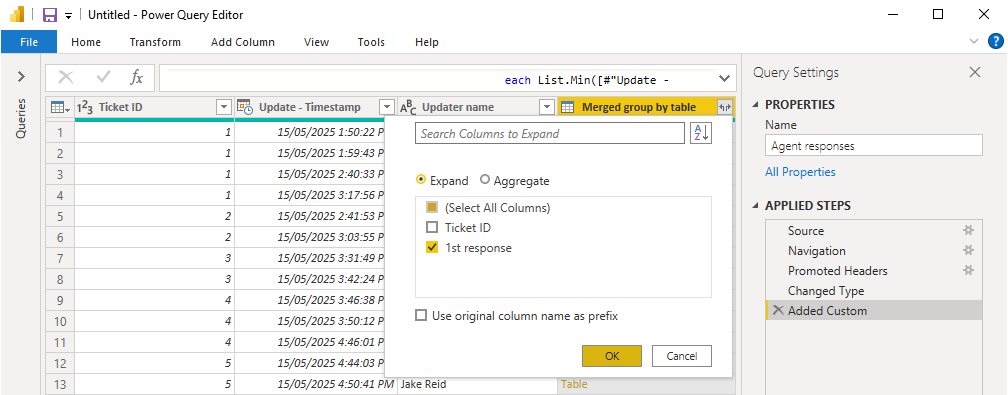 Untitled - Power Query Editor
File Home Transform Add Column View Tools Help
?
Queries
fx each List.Min([#"Update -
Query Settings
PROPERTIES
Name
Agent responses
All Properties
APPLIED STEPS
Source
Navigation
Promoted Headers
Changed Type
Added Custom
123 Ticket ID Update - Timestamp ABC Updater name Merged group by table
1 1 15/05/2025 1:50:22 P
2 1 15/05/2025 1:59:43 P
3 1 15/05/2025 2:40:33 P
4 1 15/05/2025 3:17:56 P
5 2 15/05/2025 2:41:53 P
6 2 15/05/2025 3:03:55 P
7 3 15/05/2025 3:31:49 P
8 3 15/05/2025 3:42:24 P
9 4 15/05/2025 3:46:38 P
10 4 15/05/2025 3:50:12 P
11 4 15/05/2025 4:46:01 P
12 5 15/05/2025 4:44:03 P
13 5 15/05/2025 4:50:41 PM Jake Reid Table
Search Columns to Expand
AZ
Expand Aggregate
(Select All Columns)
Ticket ID
1st response
Use original column name as prefix
OK Cancel